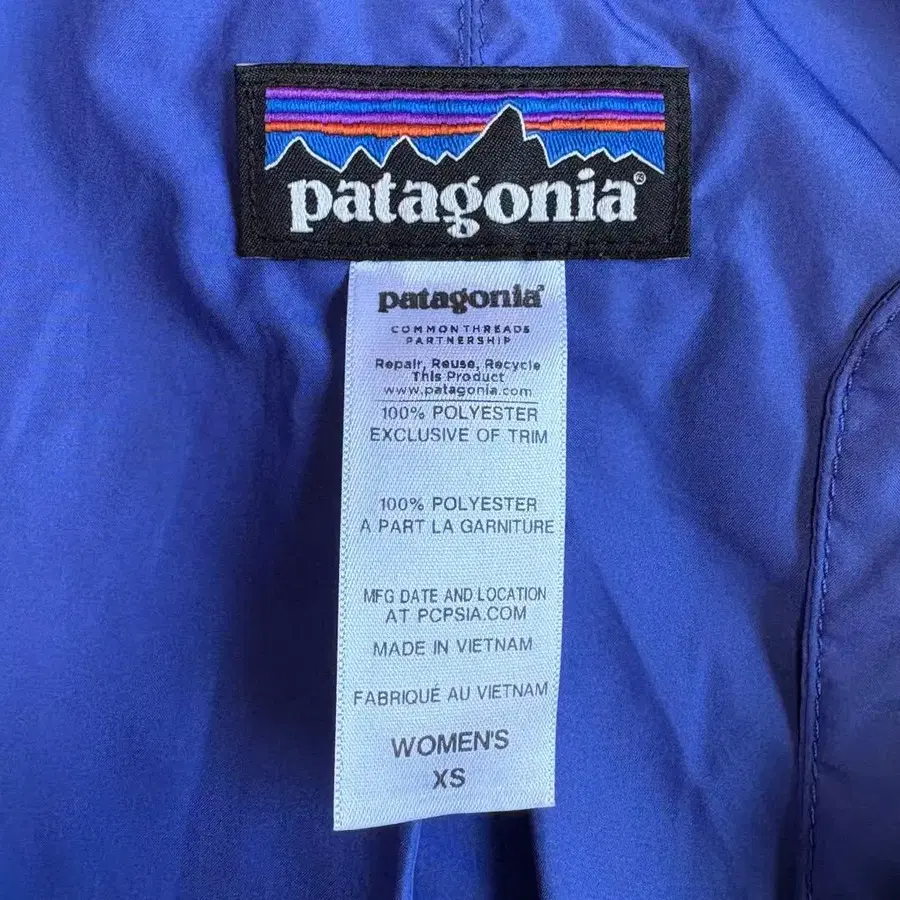 patagonia®
patagonia®
COMMON THREADS
PARTNERSHIP
Repair, Reuse, Recycle
This Product
www.patagonia.com
100% POLYESTER
EXCLUSIVE OF TRIM
100% POLYESTER
A PART LA GARNITURE
MFG DATE AND LOCATION
AT PCPSIA.COM
MADE IN VIETNAM
FABRIQUÉ AU VIETNAM
WOMEN'S
XS